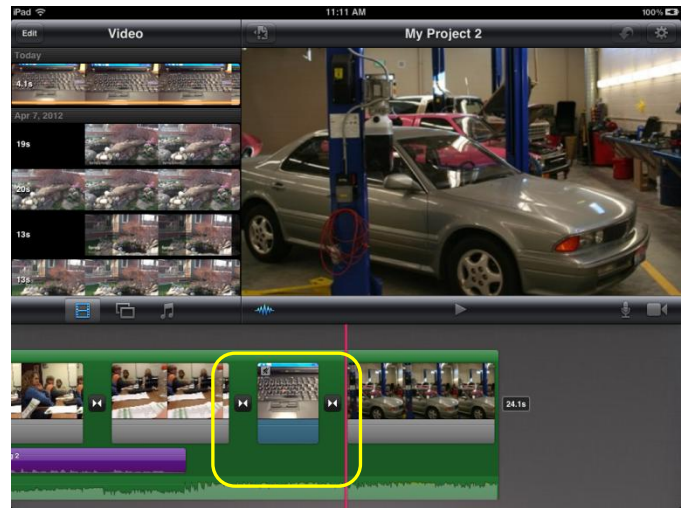 iPad 11:11 AM 100%
Edit Video My Project 2
Today
4.1s
Apr 7, 2012
19s
20s
13s
13s
24.1s
2